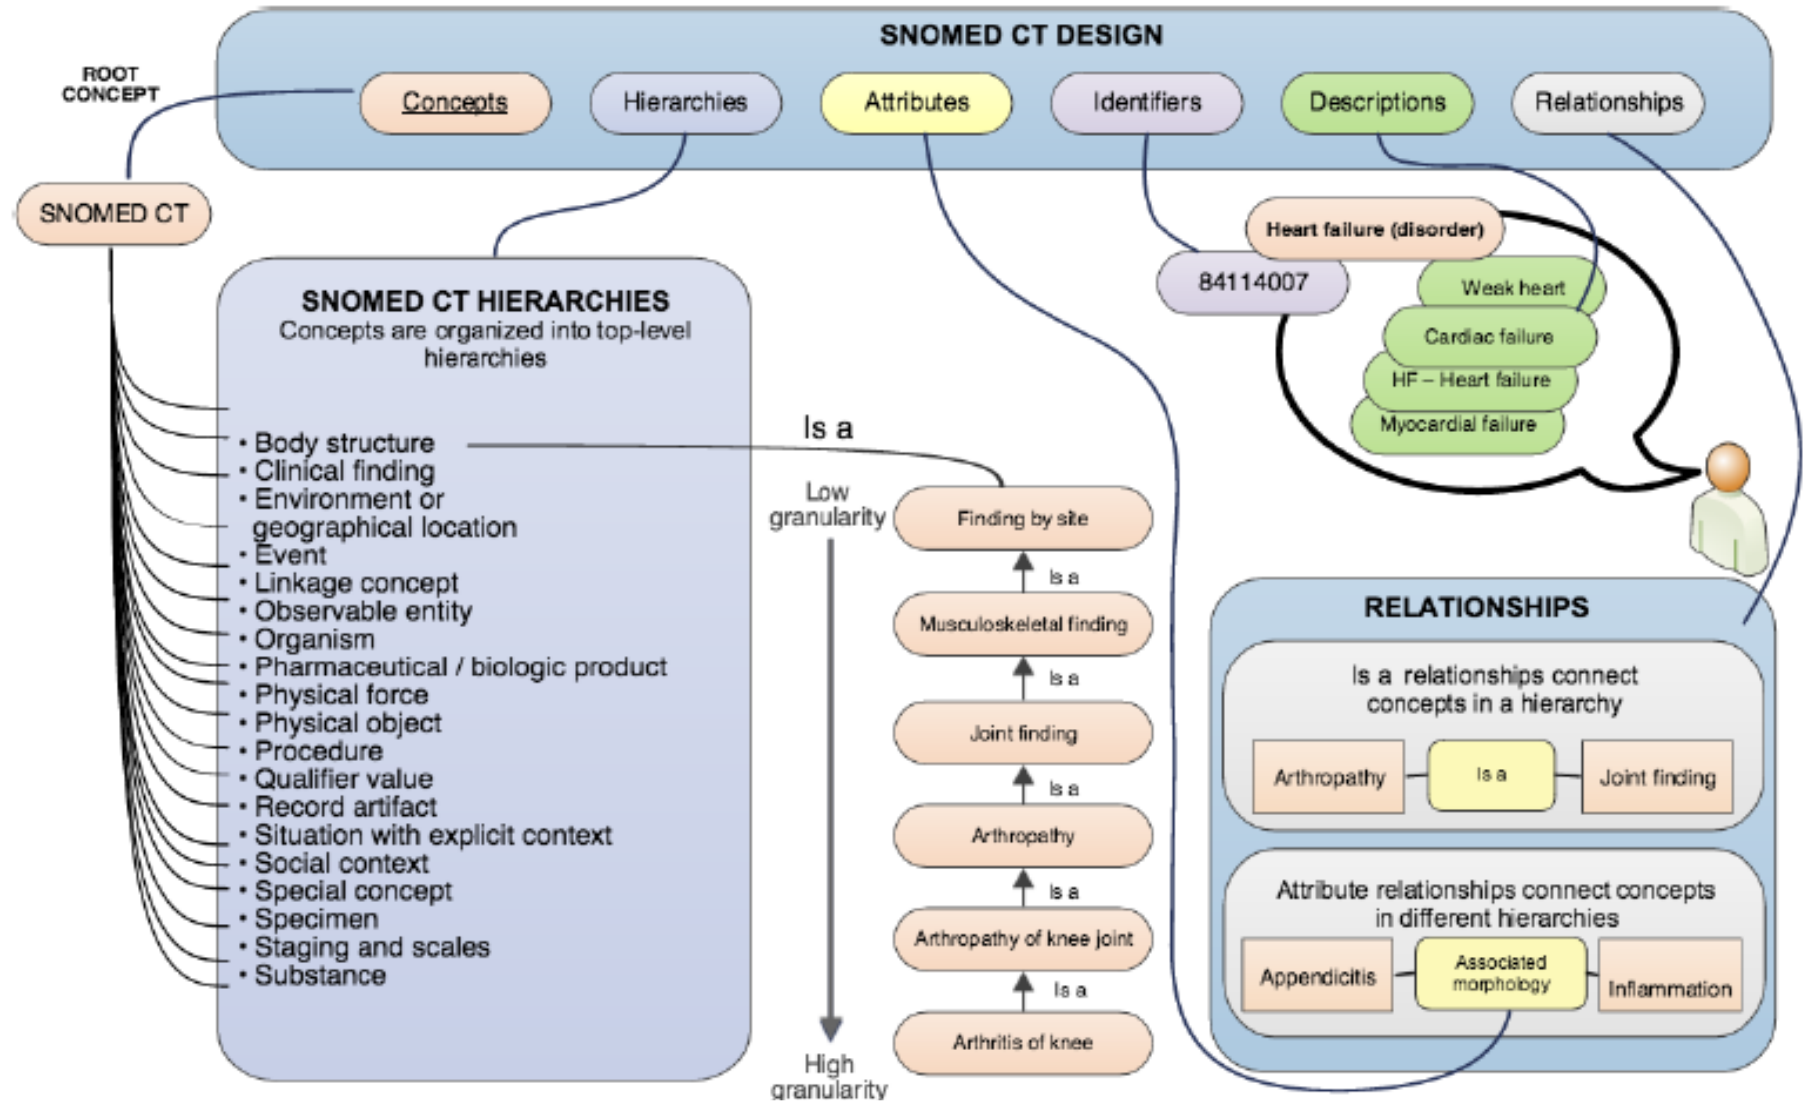 SNOMED CT DESIGN
ROOT
CONCEPT
Concepts
Hierarchies
Attributes
Identifiers
Descriptions
Relationships
SNOMED CT
SNOMED CT HIERARCHIES
Concepts are organized into top-level
hierarchies
• Body structure
• Clinical finding
• Environment or
geographical location
• Event
• Linkage concept
• Observable entity
• Organism
• Pharmaceutical / biologic product
• Physical force
• Physical object
• Procedure
• Qualifier value
• Record artifact
• Situation with explicit context
• Social context
• Special concept
• Specimen
• Staging and scales
• Substance
Is a
Low
granularity
High
granularity
Finding by site
Is a
Musculoskeletal finding
Is a
Joint finding
Is a
Arthropathy
Is a
Arthropathy of knee joint
Is a
Arthritis of knee
Heart failure (disorder)
84114007
Weak heart
Cardiac failure
HF – Heart failure
Myocardial failure
RELATIONSHIPS
Is a relationships connect
concepts in a hierarchy
Arthropathy
Is a
Joint finding
Attribute relationships connect concepts
in different hierarchies
Appendicitis
Associated
morphology
Inflammation